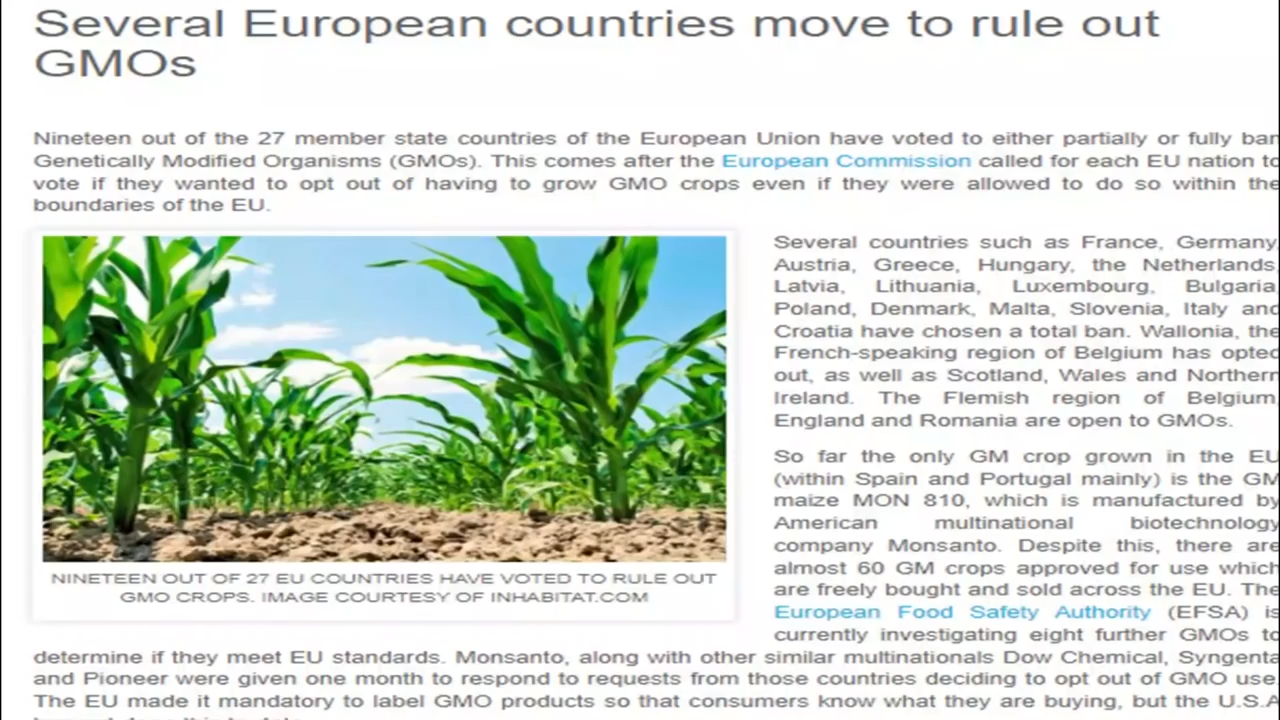 Several European countries move to rule out
GMOs
Nineteen out of the 27 member state countries of the European Union have voted to either partially or fully ban
Genetically Modified Organisms (GMOs). This comes after the European Commission called for each EU nation to
vote if they wanted to opt out of having to grow GMO crops even if they were allowed to do so within the
boundaries of the EU.
Several countries such as France, Germany
Austria, Greece, Hungary, the Netherlands
Latvia, Lithuania, Luxembourg, Bulgaria
Poland, Denmark, Malta, Slovenia, Italy and
Croatia have chosen a total ban. Wallonia, the
French-speaking region of Belgium has opted
out, as well as Scotland, Wales and Northern
Ireland. The Flemish region of Belgium
England and Romania are open to GMOs.
So far the only GM crop grown in the EU
(within Spain and Portugal mainly) is the GM
maize MON 810, which is manufactured by
American multinational biotechnology
company Monsanto. Despite this, there are
almost 60 GM crops approved for use which
are freely bought and sold across the EU. The
European Food Safety Authority (EFSA) is
currently investigating eight further GMOs to
NINETEEN OUT OF 27 EU COUNTRIES HAVE VOTED TO RULE OUT
GMO CROPS. IMAGE COURTESY OF INHABITAT.COM
determine if they meet EU standards. Monsanto, along with other similar multinationals Dow Chemical, Syngenta
and Pioneer were given one month to respond to requests from those countries deciding to opt out of GMO use
The EU made it mandatory to label GMO products so that consumers know what they are buying, but the U.S.A